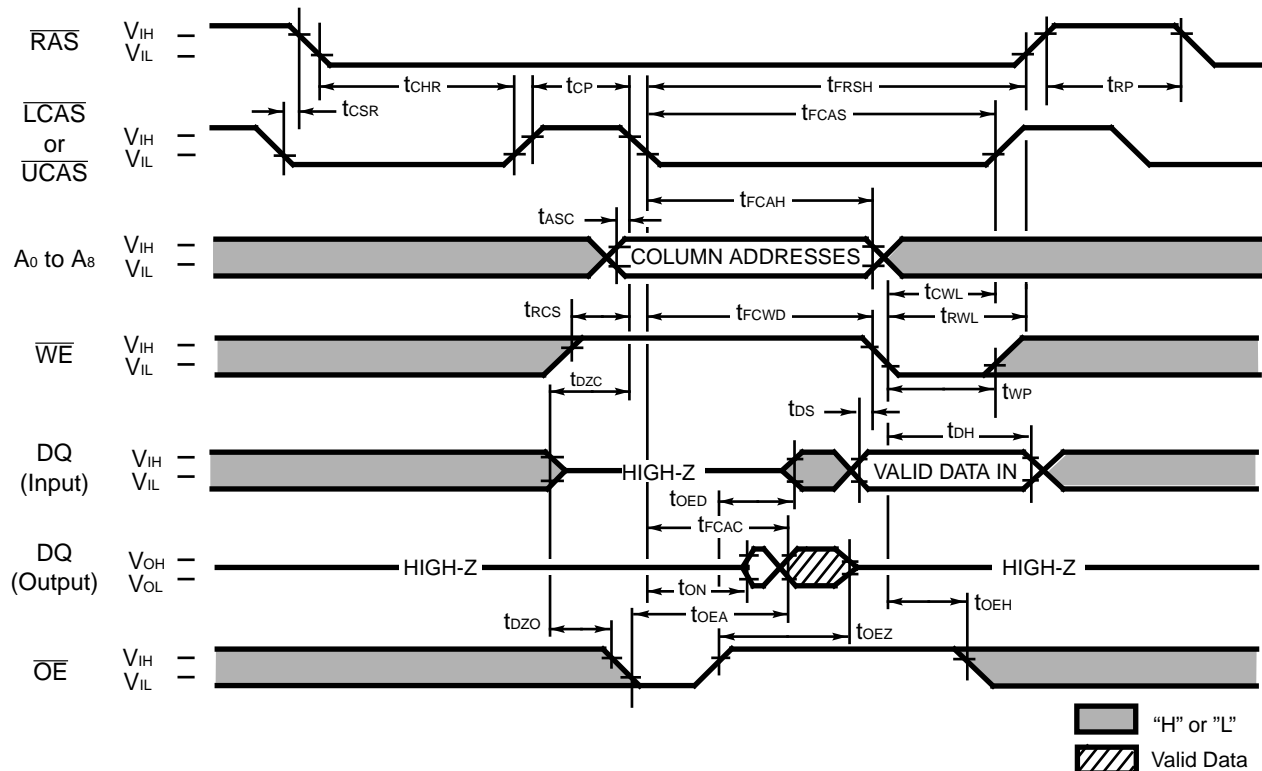 RAS VIH
VIL
tCHR tCP tFRSH tRP
tCSR tFCAS
LCAS
or VIH
UCAS VIL
tFCAH
tASC
A0 to A8 VIH
VIL COLUMN ADDRESSES
tCWL
tRCS tFCWD tRWL
WE VIH
VIL
tDZC tWP
tDS tDH
DQ VIH
(Input) VIL HIGH-Z VALID DATA IN
tOED
tFCAC
DQ VOH
(Output) VOL HIGH-Z HIGH-Z
tON tOEH
tOEA
tDZO tOEZ
OE VIH
VIL
“H” or ”L”
Valid Data